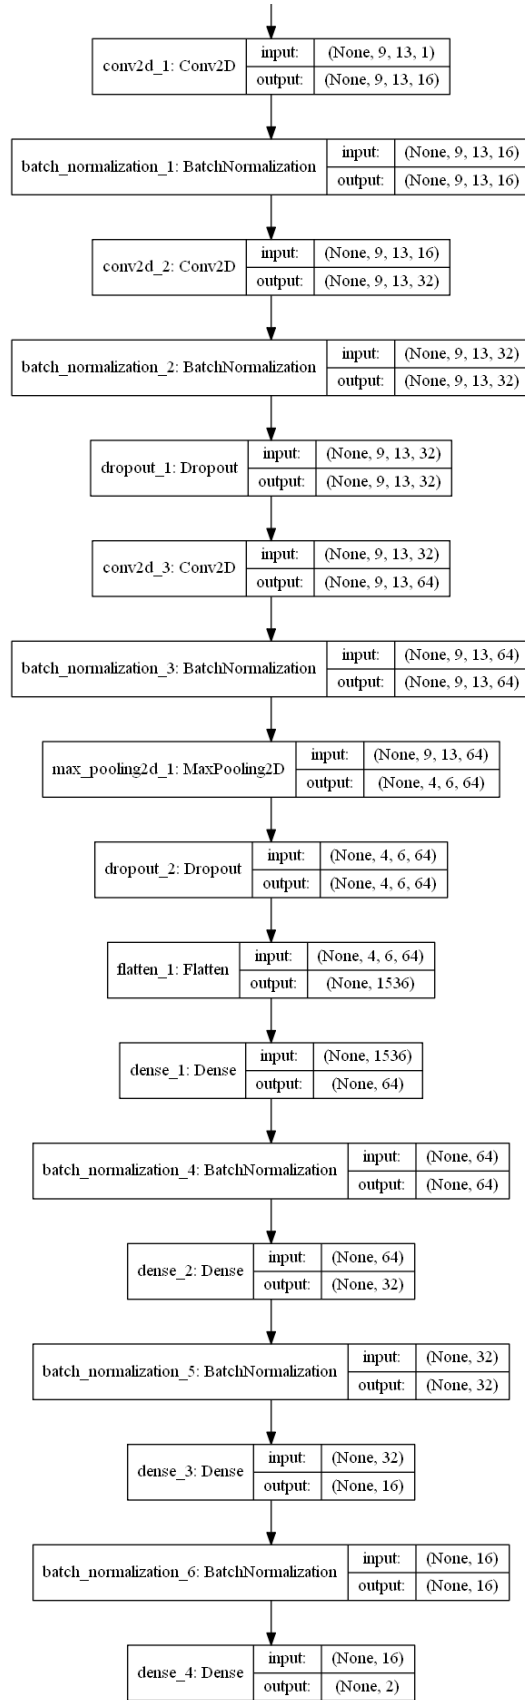 conv2d_1: Conv2D
input: (None, 9, 13, 1)
output: (None, 9, 13, 16)
batch_normalization_1: BatchNormalization
input: (None, 9, 13, 16)
output: (None, 9, 13, 16)
conv2d_2: Conv2D
input: (None, 9, 13, 16)
output: (None, 9, 13, 32)
batch_normalization_2: BatchNormalization
input: (None, 9, 13, 32)
output: (None, 9, 13, 32)
dropout_1: Dropout
input: (None, 9, 13, 32)
output: (None, 9, 13, 32)
conv2d_3: Conv2D
input: (None, 9, 13, 32)
output: (None, 9, 13, 64)
batch_normalization_3: BatchNormalization
input: (None, 9, 13, 64)
output: (None, 9, 13, 64)
max_pooling2d_1: MaxPooling2D
input: (None, 9, 13, 64)
output: (None, 4, 6, 64)
dropout_2: Dropout
input: (None, 4, 6, 64)
output: (None, 4, 6, 64)
flatten_1: Flatten
input: (None, 4, 6, 64)
output: (None, 1536)
dense_1: Dense
input: (None, 1536)
output: (None, 64)
batch_normalization_4: BatchNormalization
input: (None, 64)
output: (None, 64)
dense_2: Dense
input: (None, 64)
output: (None, 32)
batch_normalization_5: BatchNormalization
input: (None, 32)
output: (None, 32)
dense_3: Dense
input: (None, 32)
output: (None, 16)
batch_normalization_6: BatchNormalization
input: (None, 16)
output: (None, 16)
dense_4: Dense
input: (None, 16)
output: (None, 2)